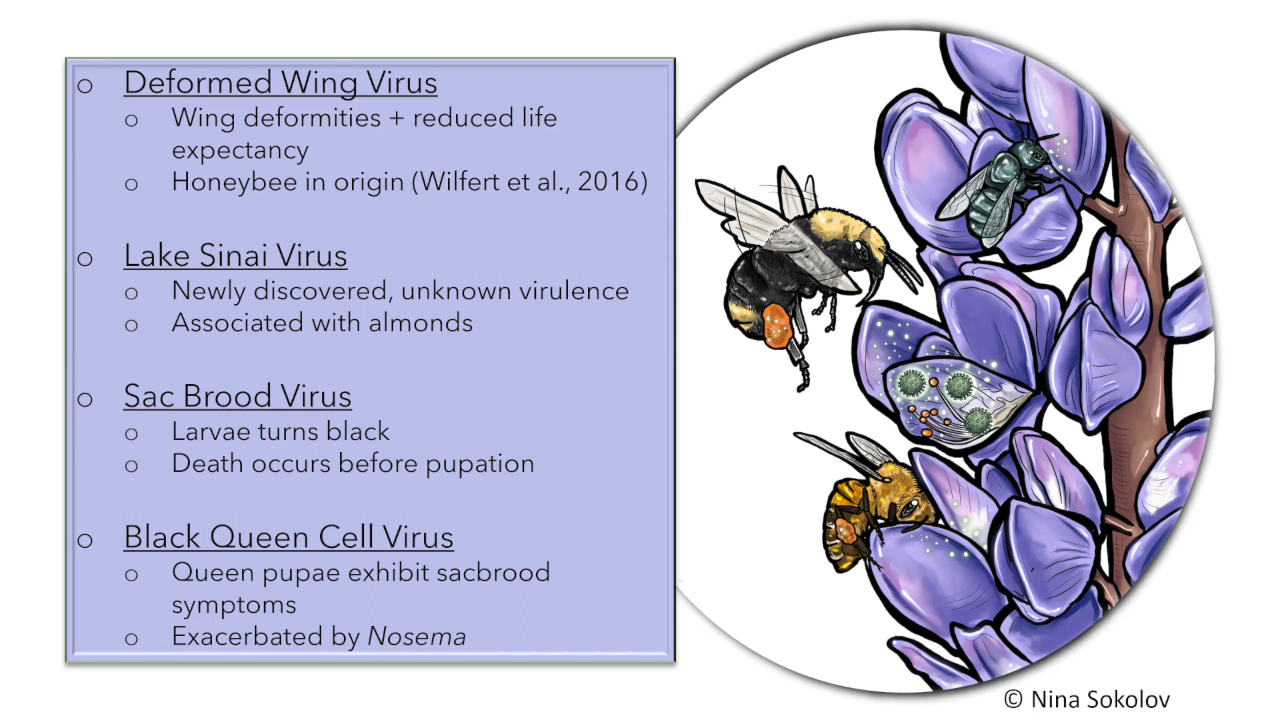 o Deformed Wing Virus
o Wing deformities + reduced life
expectancy
o Honeybee in origin (Wilfert et al., 2016)
o Lake Sinai Virus
o Newly discovered, unknown virulence
o Associated with almonds
o Sac Brood Virus
o Larvae turns black
o Death occurs before pupation
o Black Queen Cell Virus
o Queen pupae exhibit sacbrood
symptoms
o Exacerbated by Nosema
© Nina Sokolov